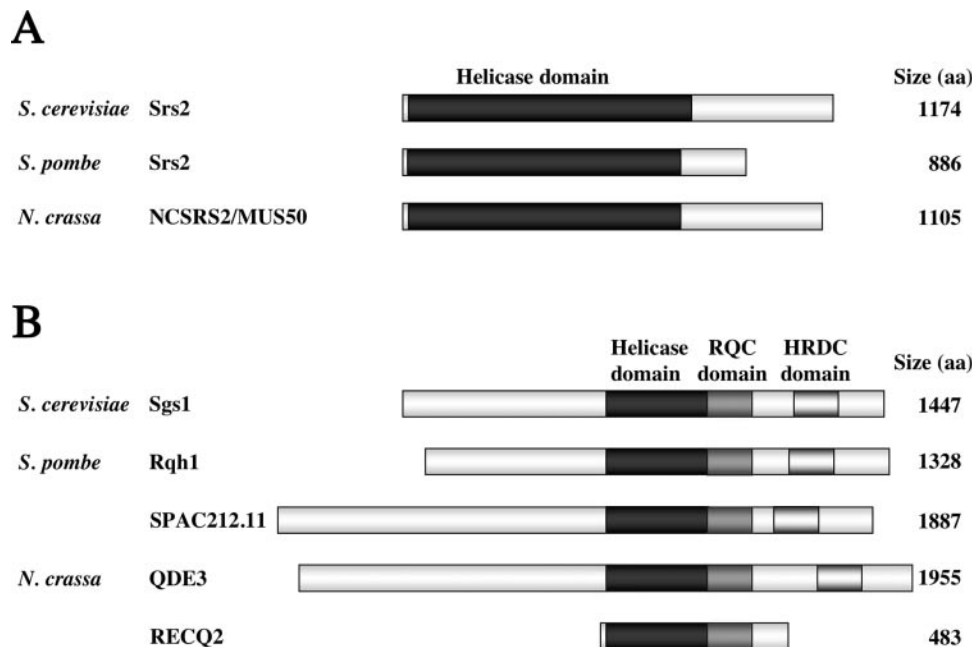 A
Helicase domain Size (aa)
S. cerevisiae Srs2 1174
S. pombe Srs2 886
N. crassa NCSRS2/MUS50 1105
B
Helicase RQC HRDC Size (aa)
domain domain domain
S. cerevisiae Sgs1 1447
S. pombe Rqh1 1328
SPAC212.11 1887
N. crassa QDE3 1955
RECQ2 483